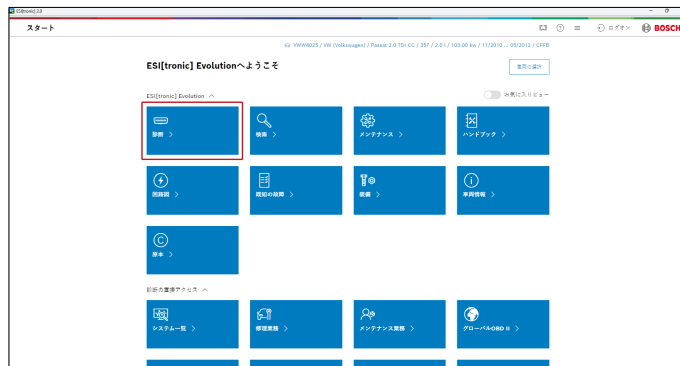 ESI[tronic] 2.0
スタート
ログオン
BOSCH
VWW4025 / VW (Volkswagen) / Passat 2.0 TDI CC / 357 / 2.0 l / 103.00 kw / 11/2010 ... 05/2012 / CFFB
ESI[tronic] Evolutionへようこそ
車両の選択
ESI[tronic] Evolution
お気に入りビュー
診断 >
検索 >
メンテナンス >
ハンドブック >
回路図 >
既知の故障 >
装備 >
車両情報 >
原本 >
診断の直接アクセス
システム一覧 >
修理業務 >
メンテナンス業務 >
グローバルOBD II >